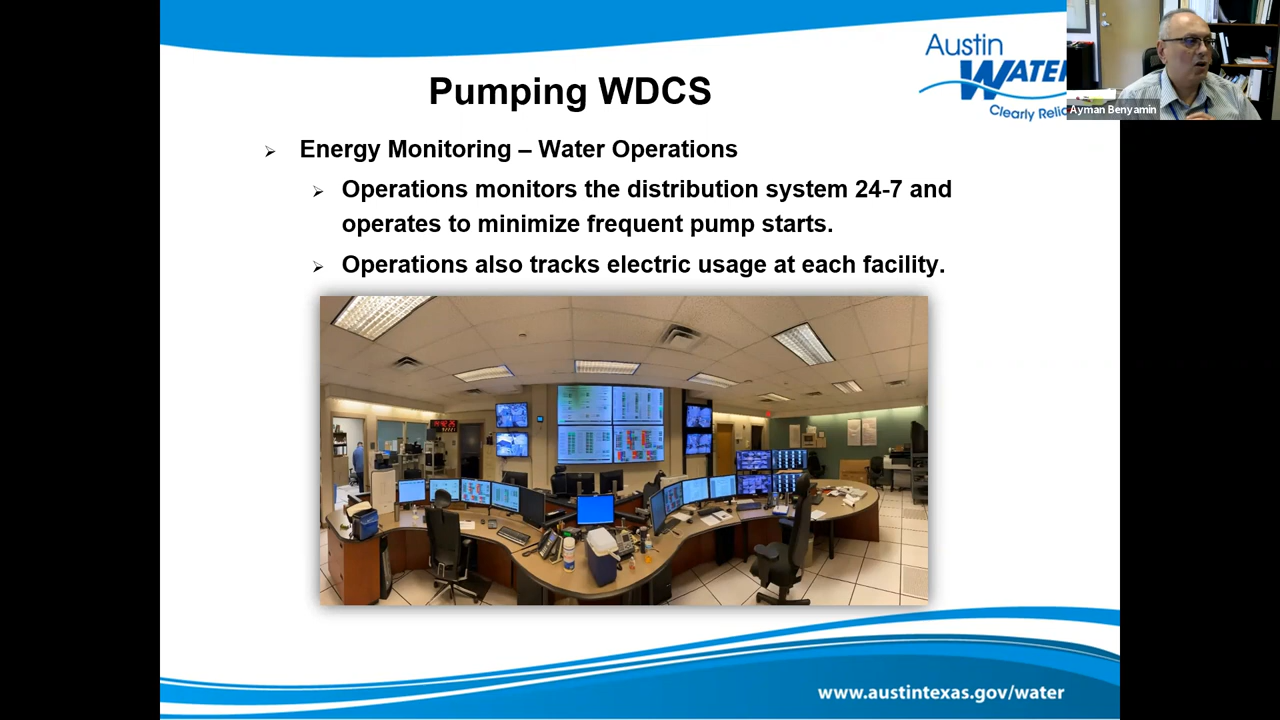 Pumping WDCS
Austin
WATER
Clearly Relia
Ayman Benyamin
➢ Energy Monitoring – Water Operations
➢ Operations monitors the distribution system 24-7 and
operates to minimize frequent pump starts.
➢ Operations also tracks electric usage at each facility.
www.austintexas.gov/water